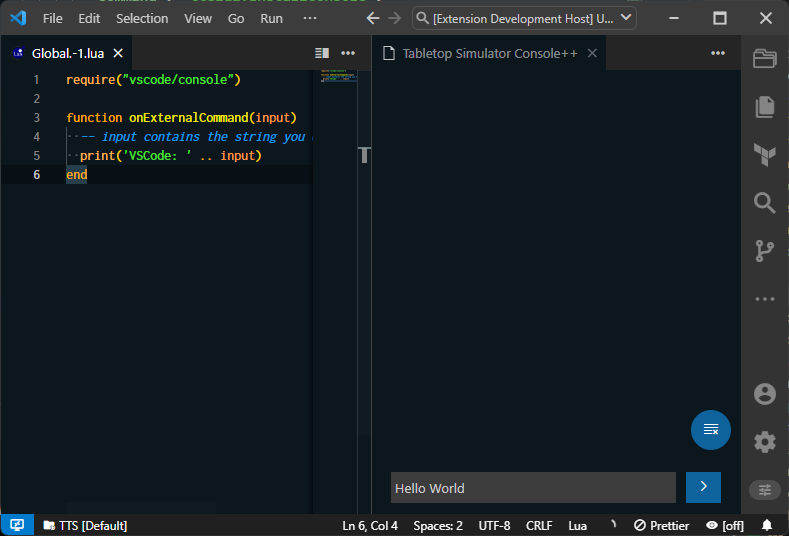 File Edit Selection View Go Run ··· [Extension Development Host] U...
Global.-1.lua
Tabletop Simulator Console++
1 require("vscode/console")
2
3 function onExternalCommand(input)
4 -- input contains the string you
5 print('VSCode: ' .. input)
6 end
Hello World
TTS [Default] Ln 6, Col 4 Spaces: 2 UTF-8 CRLF Lua Prettier [off]